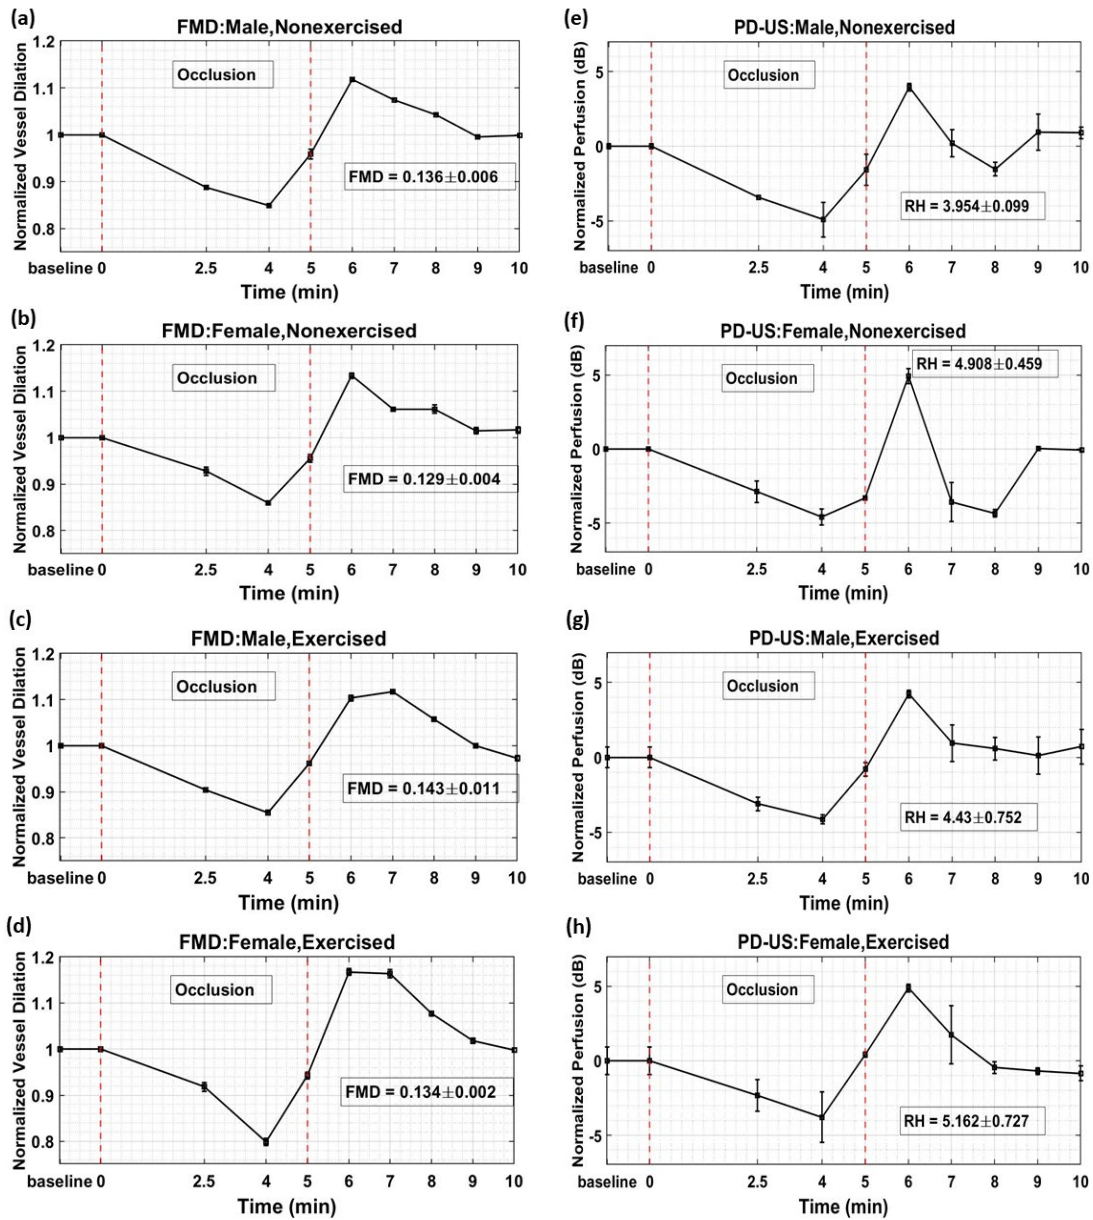 (a)
FMD:Male,Nonexercised
Normalized Vessel Dilation
1.2
1.1
1
0.9
0.8
Occlusion
FMD = 0.136±0.006
baseline 0 2.5 4 5 6 7 8 9 10
Time (min)
(e)
PD-US:Male,Nonexercised
Normalized Perfusion (dB)
5
0
-5
Occlusion
RH = 3.954±0.099
baseline 0 2.5 4 5 6 7 8 9 10
Time (min)
(b)
FMD:Female,Nonexercised
Normalized Vessel Dilation
1.2
1.1
1
0.9
0.8
Occlusion
FMD = 0.129±0.004
baseline 0 2.5 4 5 6 7 8 9 10
Time (min)
(f)
PD-US:Female,Nonexercised
Normalized Perfusion (dB)
5
0
-5
Occlusion
RH = 4.908±0.459
baseline 0 2.5 4 5 6 7 8 9 10
Time (min)
(c)
FMD:Male,Exercised
Normalized Vessel Dilation
1.2
1.1
1
0.9
0.8
Occlusion
FMD = 0.143±0.011
baseline 0 2.5 4 5 6 7 8 9 10
Time (min)
(g)
PD-US:Male,Exercised
Normalized Perfusion (dB)
5
0
-5
Occlusion
RH = 4.43±0.752
baseline 0 2.5 4 5 6 7 8 9 10
Time (min)
(d)
FMD:Female,Exercised
Normalized Vessel Dilation
1.2
1.1
1
0.9
0.8
Occlusion
FMD = 0.134±0.002
baseline 0 2.5 4 5 6 7 8 9 10
Time (min)
(h)
PD-US:Female,Exercised
Normalized Perfusion (dB)
5
0
-5
Occlusion
RH = 5.162±0.727
baseline 0 2.5 4 5 6 7 8 9 10
Time (min)